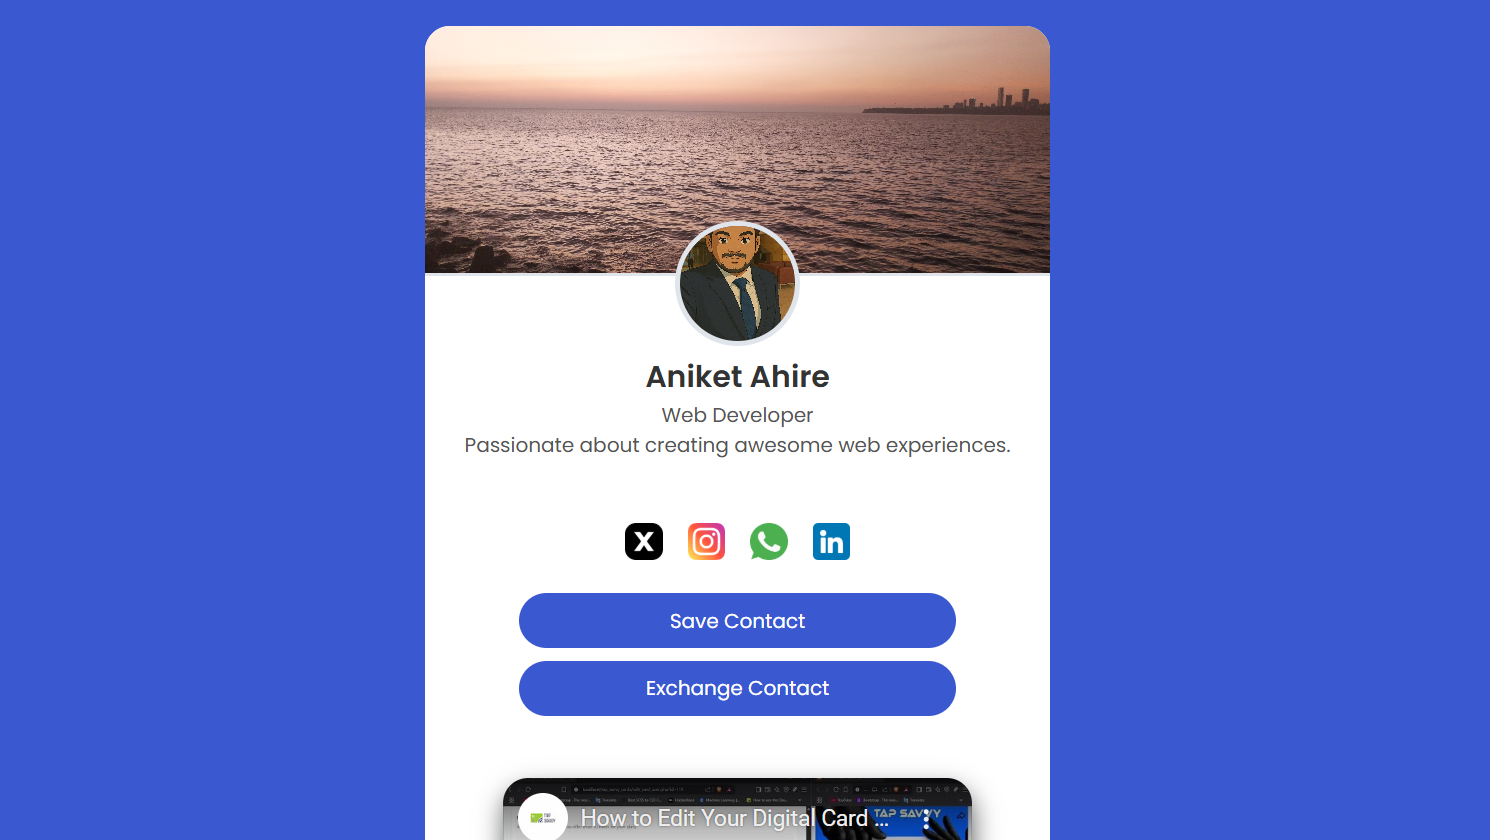 Aniket Ahire
Web Developer
Passionate about creating awesome web experiences.
X
in
Save Contact
Exchange Contact
How to Edit Your Digital Card ...
TAP SAVVY